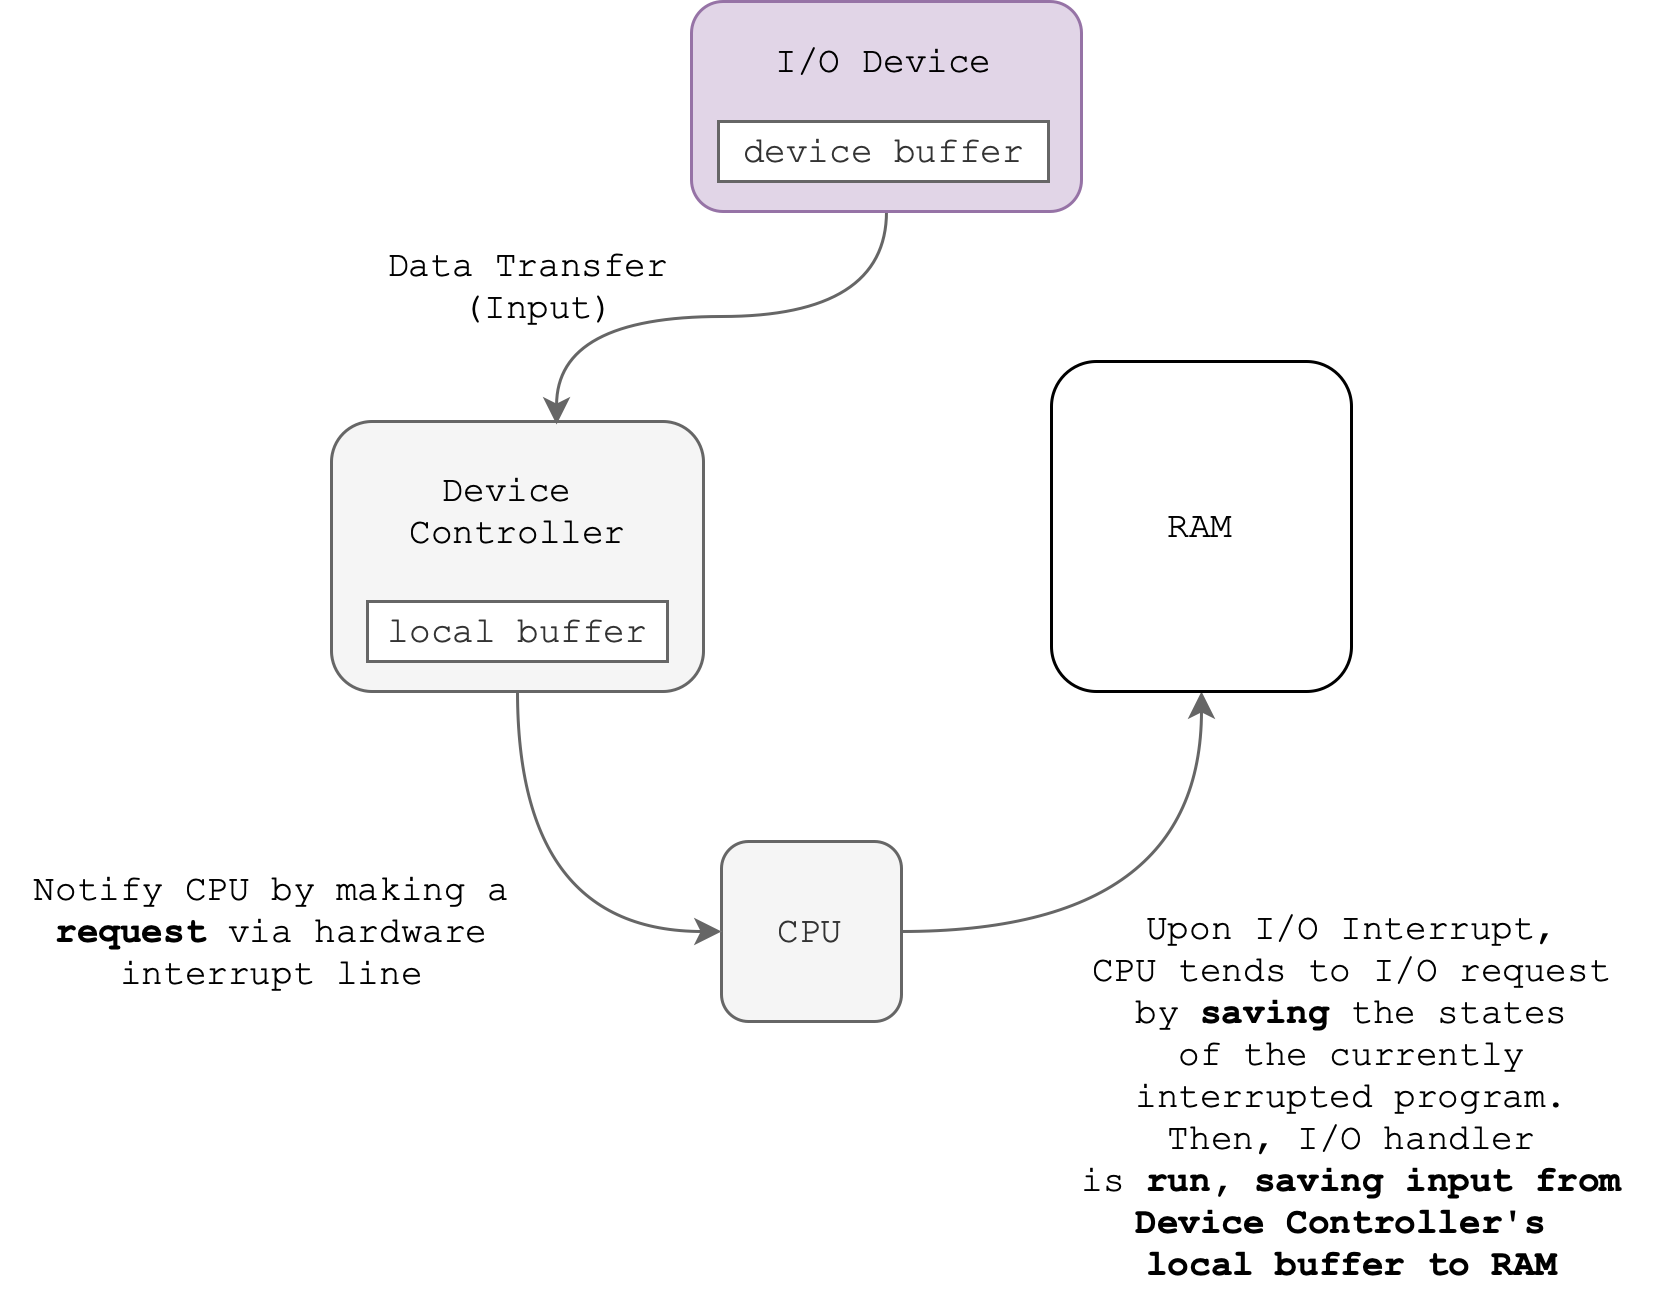 I/O Device
device buffer
Data Transfer
(Input)
Device
Controller
local buffer
RAM
Notify CPU by making a
request via hardware
interrupt line
CPU
Upon I/O Interrupt,
CPU tends to I/O request
by saving the states
of the currently
interrupted program.
Then, I/O handler
is run, saving input from
Device Controller's
local buffer to RAM